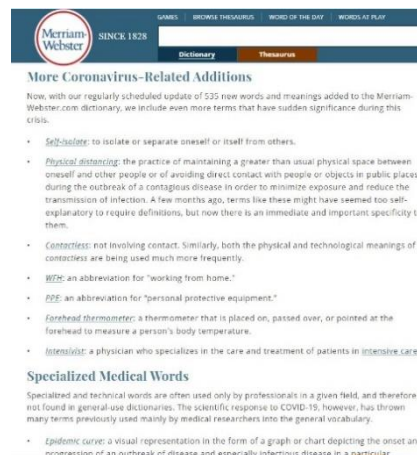 GAMES | BROWSE THESAURUS | WORD OF THE DAY | WORDS AT PLAY
Merriam-
Webster
SINCE 1828
Dictionary
Thesaurus
More Coronavirus-Related Additions
Now, with our regularly scheduled update of 535 new words and meanings added to the Merriam-
Webster.com dictionary, we include even more terms that have sudden significance during this
crisis.
• Self-isolate: to isolate or separate oneself or itself from others.
• Physical distancing: the practice of maintaining a greater than usual physical space between
oneself and other people or of avoiding direct contact with people or objects in public places
during the outbreak of a contagious disease in order to minimize exposure and reduce the
transmission of infection. A few months ago, terms like these might have seemed too self-
explanatory to require definitions, but now there is an immediate and important specificity t
them.
• Contactless: not involving contact. Similarly, both the physical and technological meanings of
contactless are being used much more frequently.
• WFH: an abbreviation for "working from home."
• PPE: an abbreviation for "personal protective equipment."
• Forehead thermometer: a thermometer that is placed on, passed over, or pointed at the
forehead to measure a person's body temperature.
• Intensivist: a physician who specializes in the care and treatment of patients in intensive care
Specialized Medical Words
Specialized and technical words are often used only by professionals in a given field, and therefore
not found in general-use dictionaries. The scientific response to COVID-19, however, has thrown
many terms previously used mainly by medical researchers into the general vocabulary.
• Epidemic curve: a visual representation in the form of a graph or chart depicting the onset an
progression of an outbreak of disease and especially infectious disease in a particular